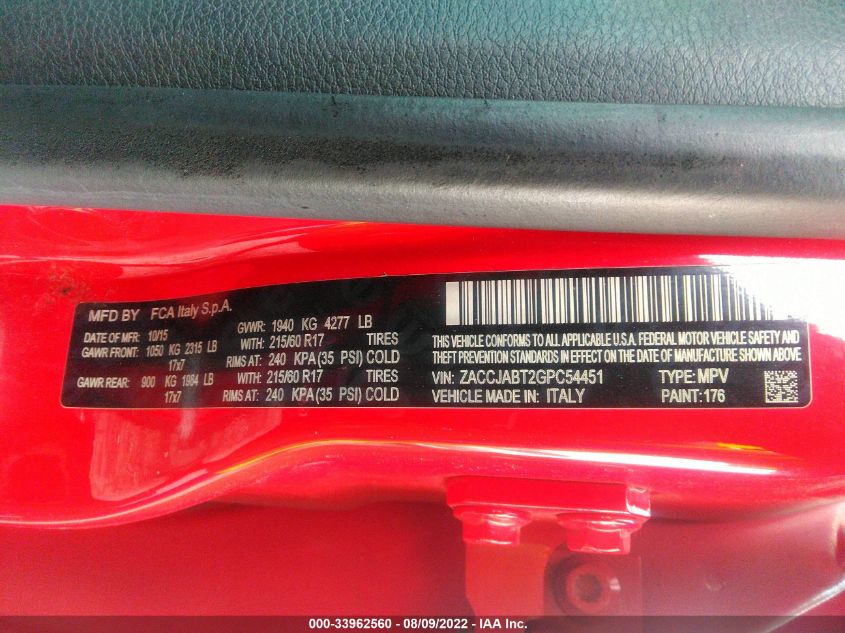 MFD BY FCA Italy S.p.A.
DATE OF MFR: 10/15 GVWR: 1940 KG 4277 LB
GAWR FRONT: 1050 KG 2315 LB WITH: 215/60 R17 TIRES
17x7 RIMS AT: 240 KPA(35 PSI) COLD
GAWR REAR: 900 KG 1984 LB WITH: 215/60 R17 TIRES
17x7 RIMS AT: 240 KPA(35 PSI) COLD
THIS VEHICLE CONFORMS TO ALL APPLICABLE U.S.A. FEDERAL MOTOR VEHICLE SAFETY AND
THEFT PREVENTION STANDARDS IN EFFECT ON THE DATE OF MANUFACTURE SHOWN ABOVE
VIN: ZACCJABT2GPC54451 TYPE: MPV
VEHICLE MADE IN: ITALY PAINT: 176
000-33962560 - 08/09/2022 - IAA Inc.